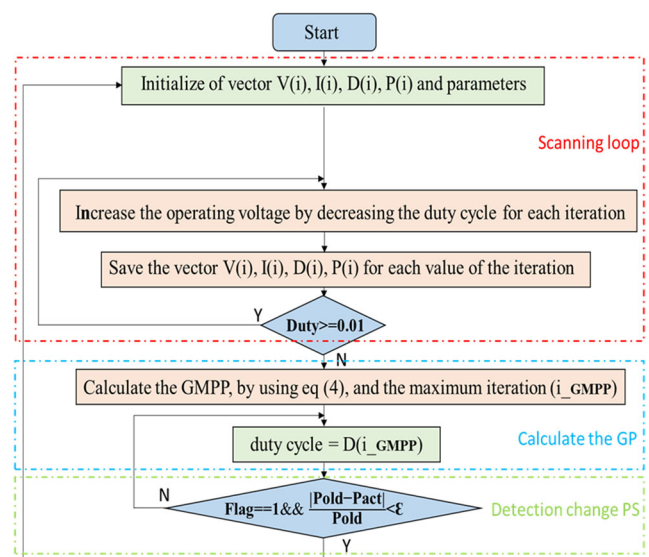 Start
Initialize of vector V(i), I(i), D(i), P(i) and parameters
Scanning loop
Increase the operating voltage by decreasing the duty cycle for each iteration
Save the vector V(i), I(i), D(i), P(i) for each value of the iteration
Y
Duty>=0.01
N
Calculate the GMPP, by using eq (4), and the maximum iteration (i_GMPP)
duty cycle = D(i_GMPP)
Calculate the GP
N
Flag==1&& |Pold−Pact|/Pold <Ɛ
Detection change PS
Y